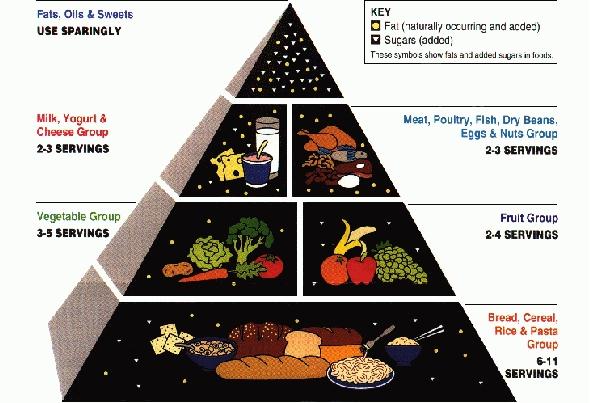 Fats, Oils & Sweets
USE SPARINGLY
KEY
Fat (naturally occurring and added)
Sugars (added)
These symbols show fats and added sugars in foods.
Milk, Yogurt &
Cheese Group
2-3 SERVINGS
Meat, Poultry, Fish, Dry Beans,
Eggs & Nuts Group
2-3 SERVINGS
Vegetable Group
3-5 SERVINGS
Fruit Group
2-4 SERVINGS
Bread, Cereal,
Rice & Pasta
Group
6-11
SERVINGS